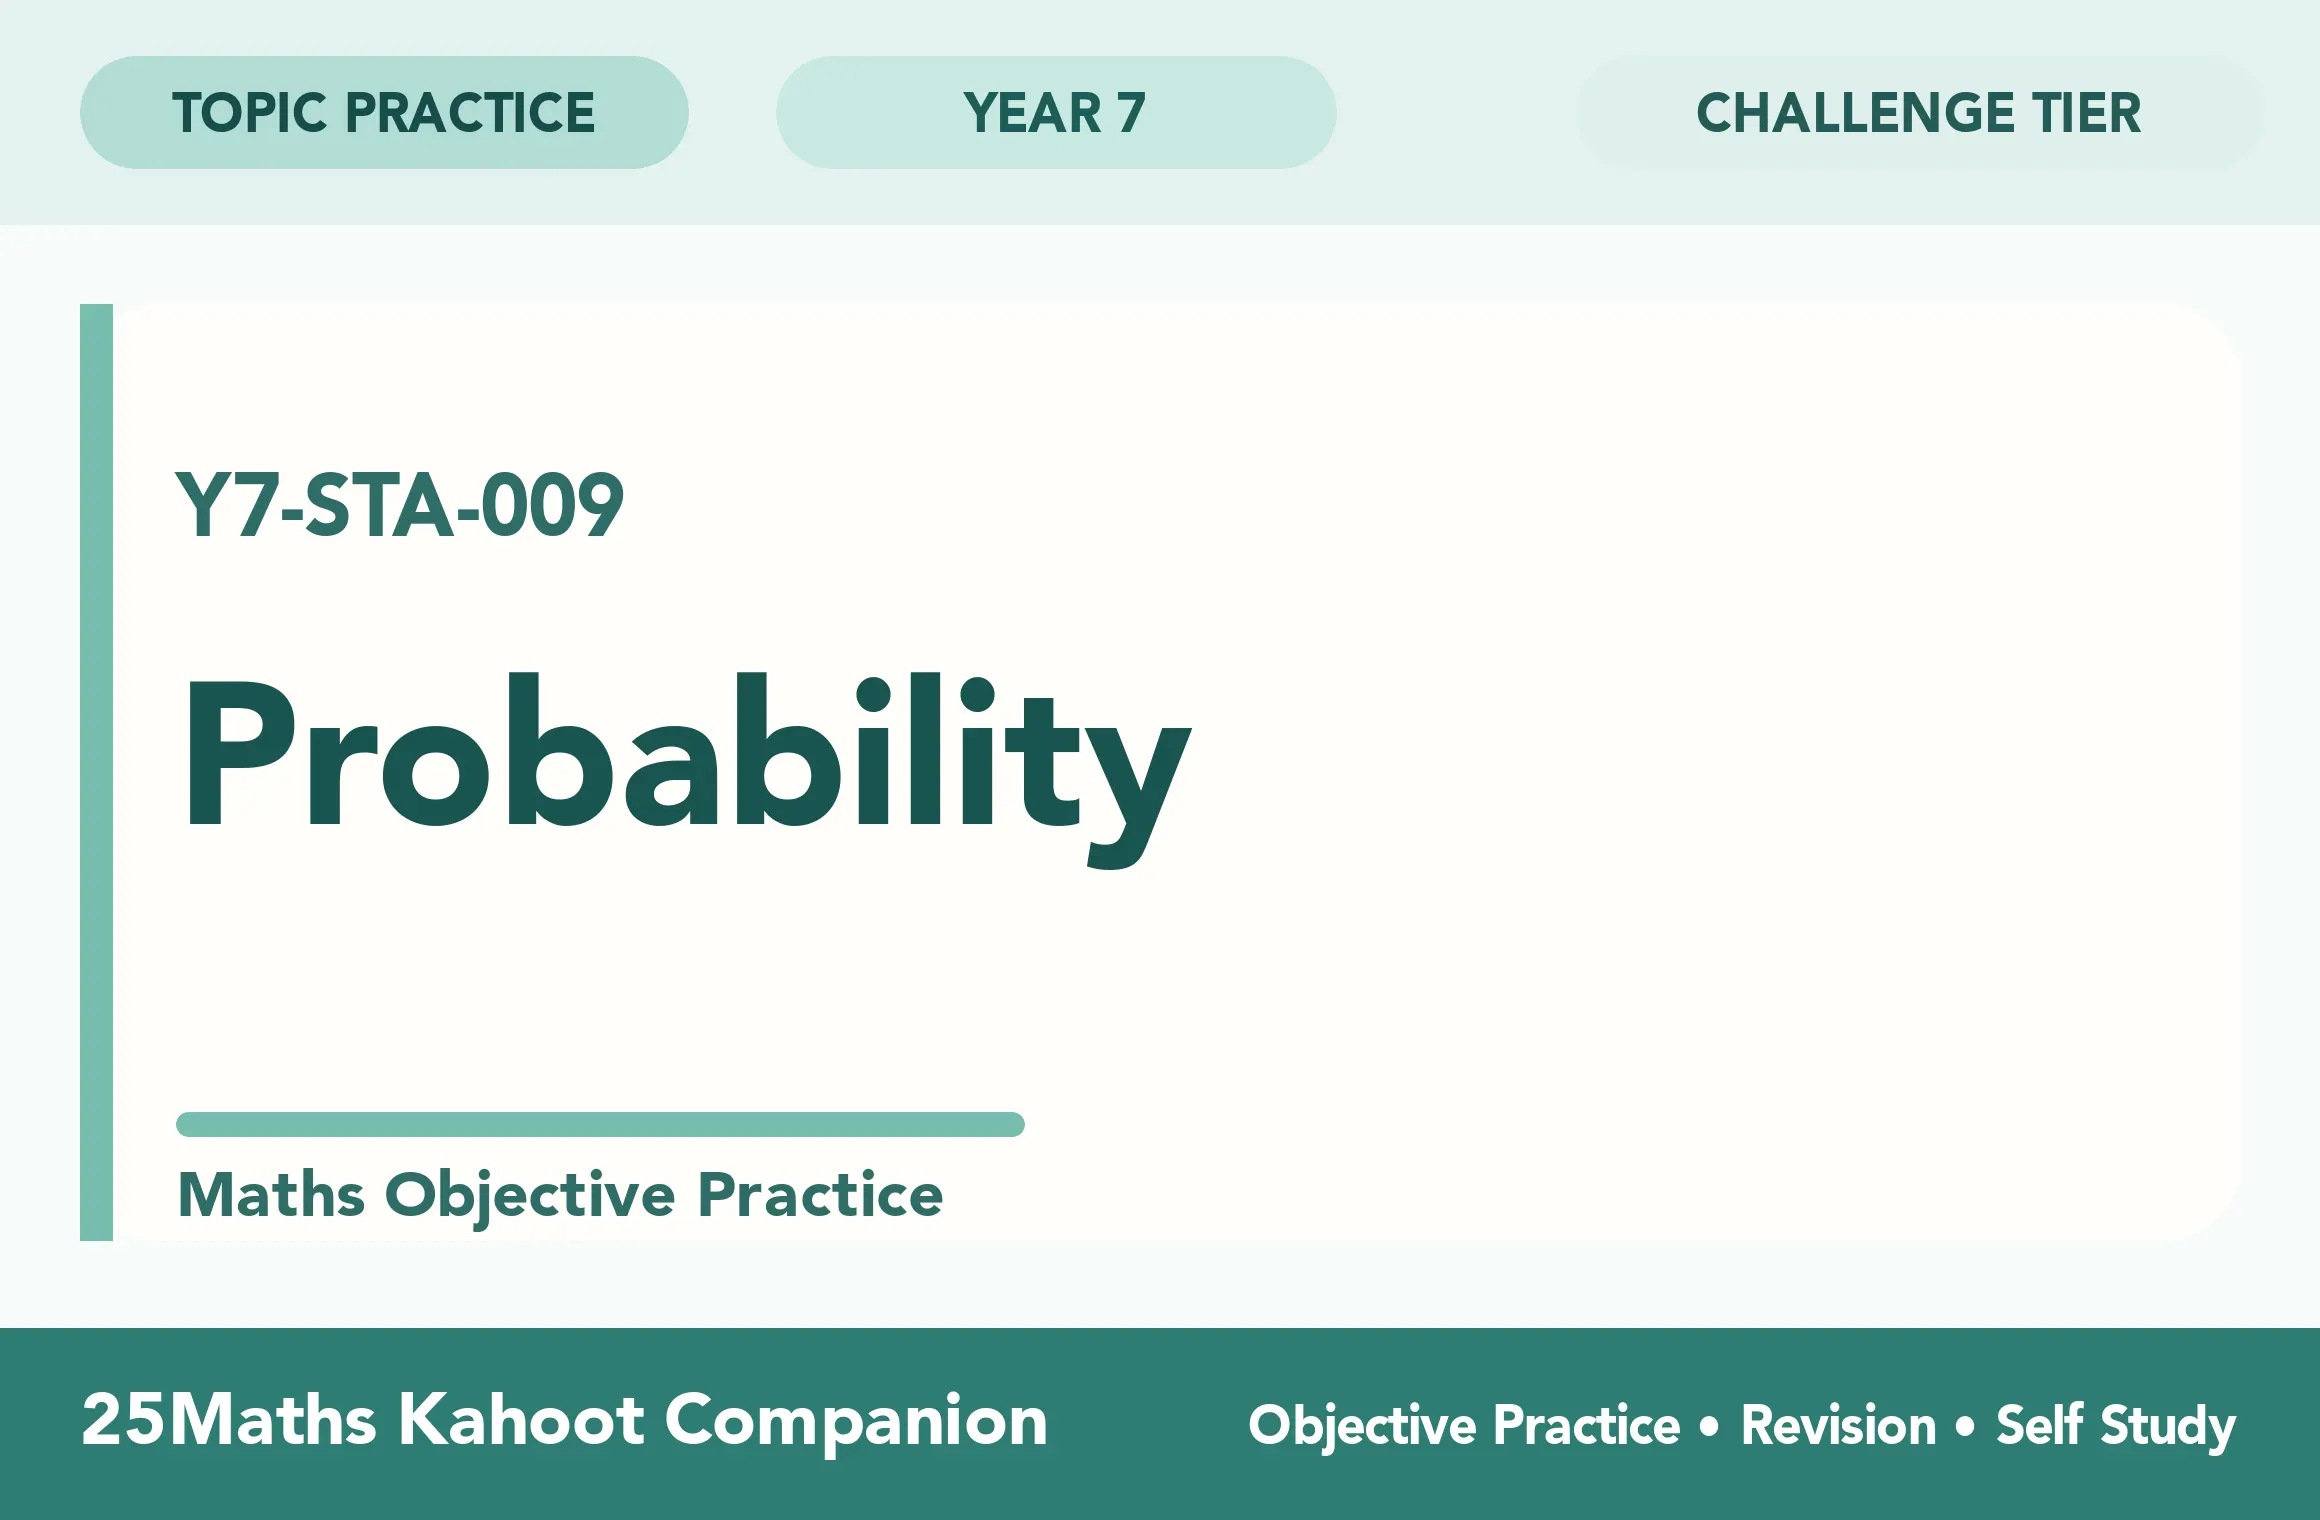 TOPIC PRACTICE
YEAR 7
CHALLENGE TIER
Y7-STA-009
Probability
Maths Objective Practice
25Maths Kahoot Companion
Objective Practice • Revision • Self Study